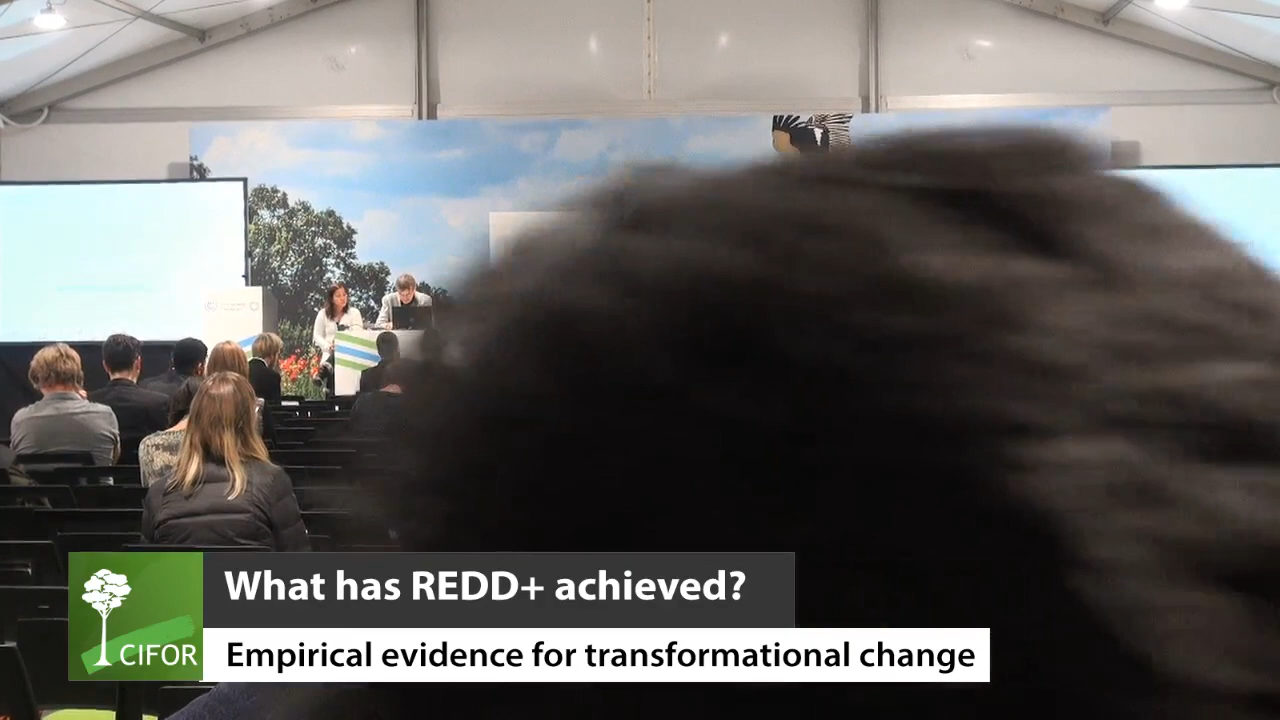 What has REDD+ achieved?
CIFOR
Empirical evidence for transformational change